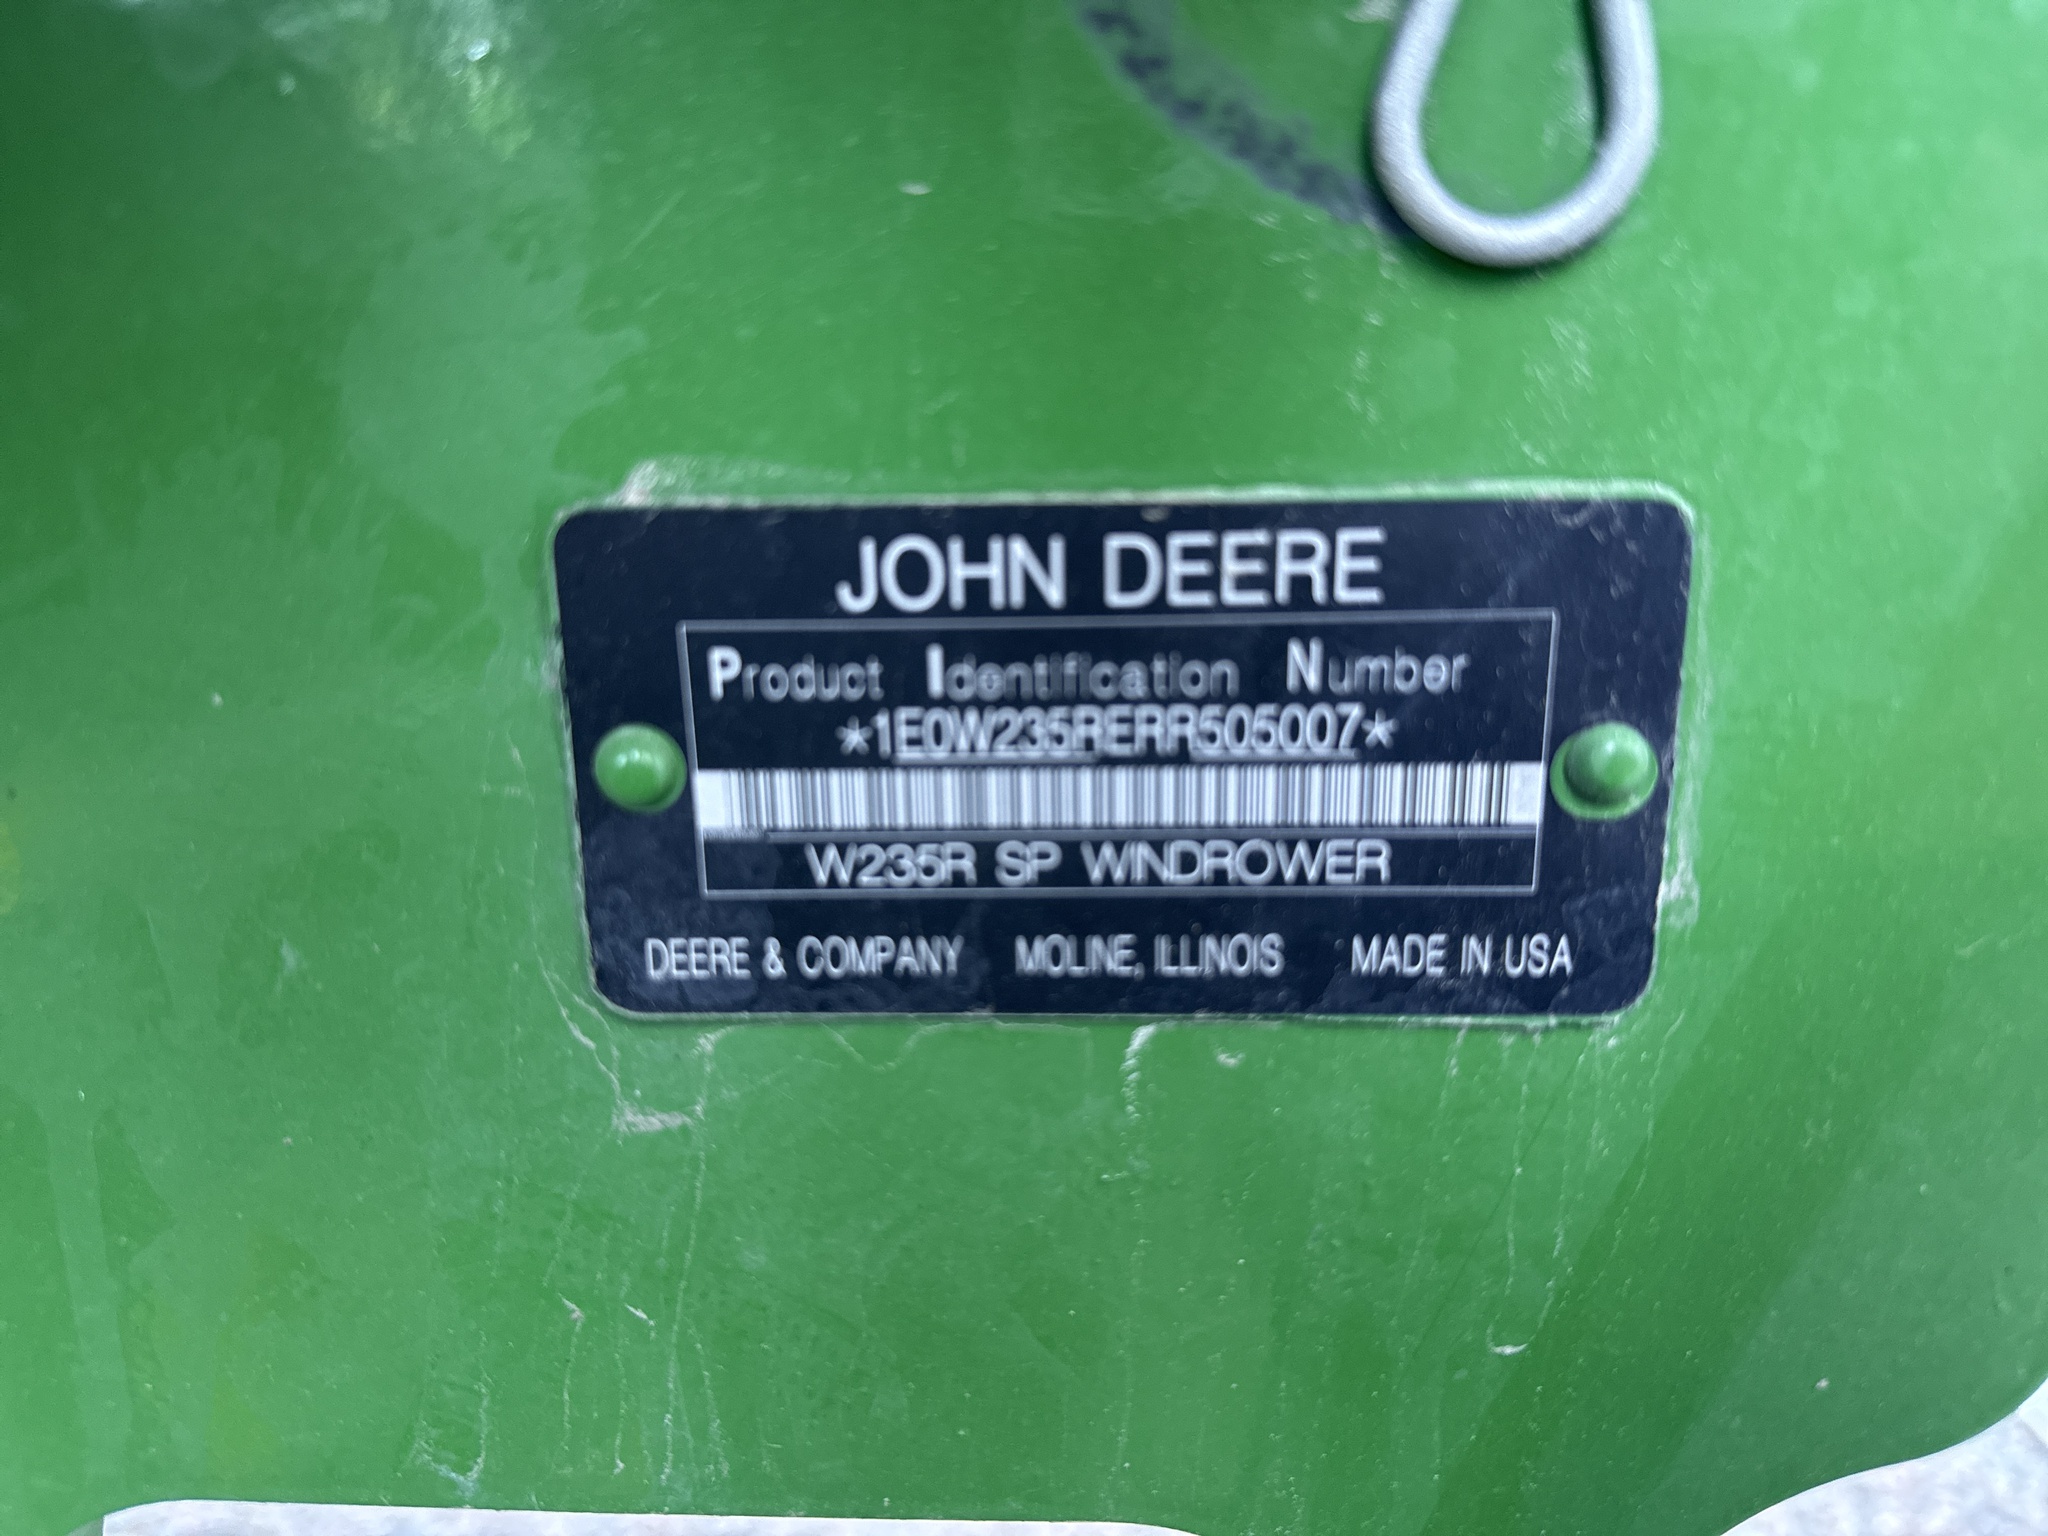 JOHN DEERE
Product Identification Number
*1E0W235RERR505007*
W235R SP WINDROWER
DEERE & COMPANY MOLINE, ILLINOIS MADE IN USA